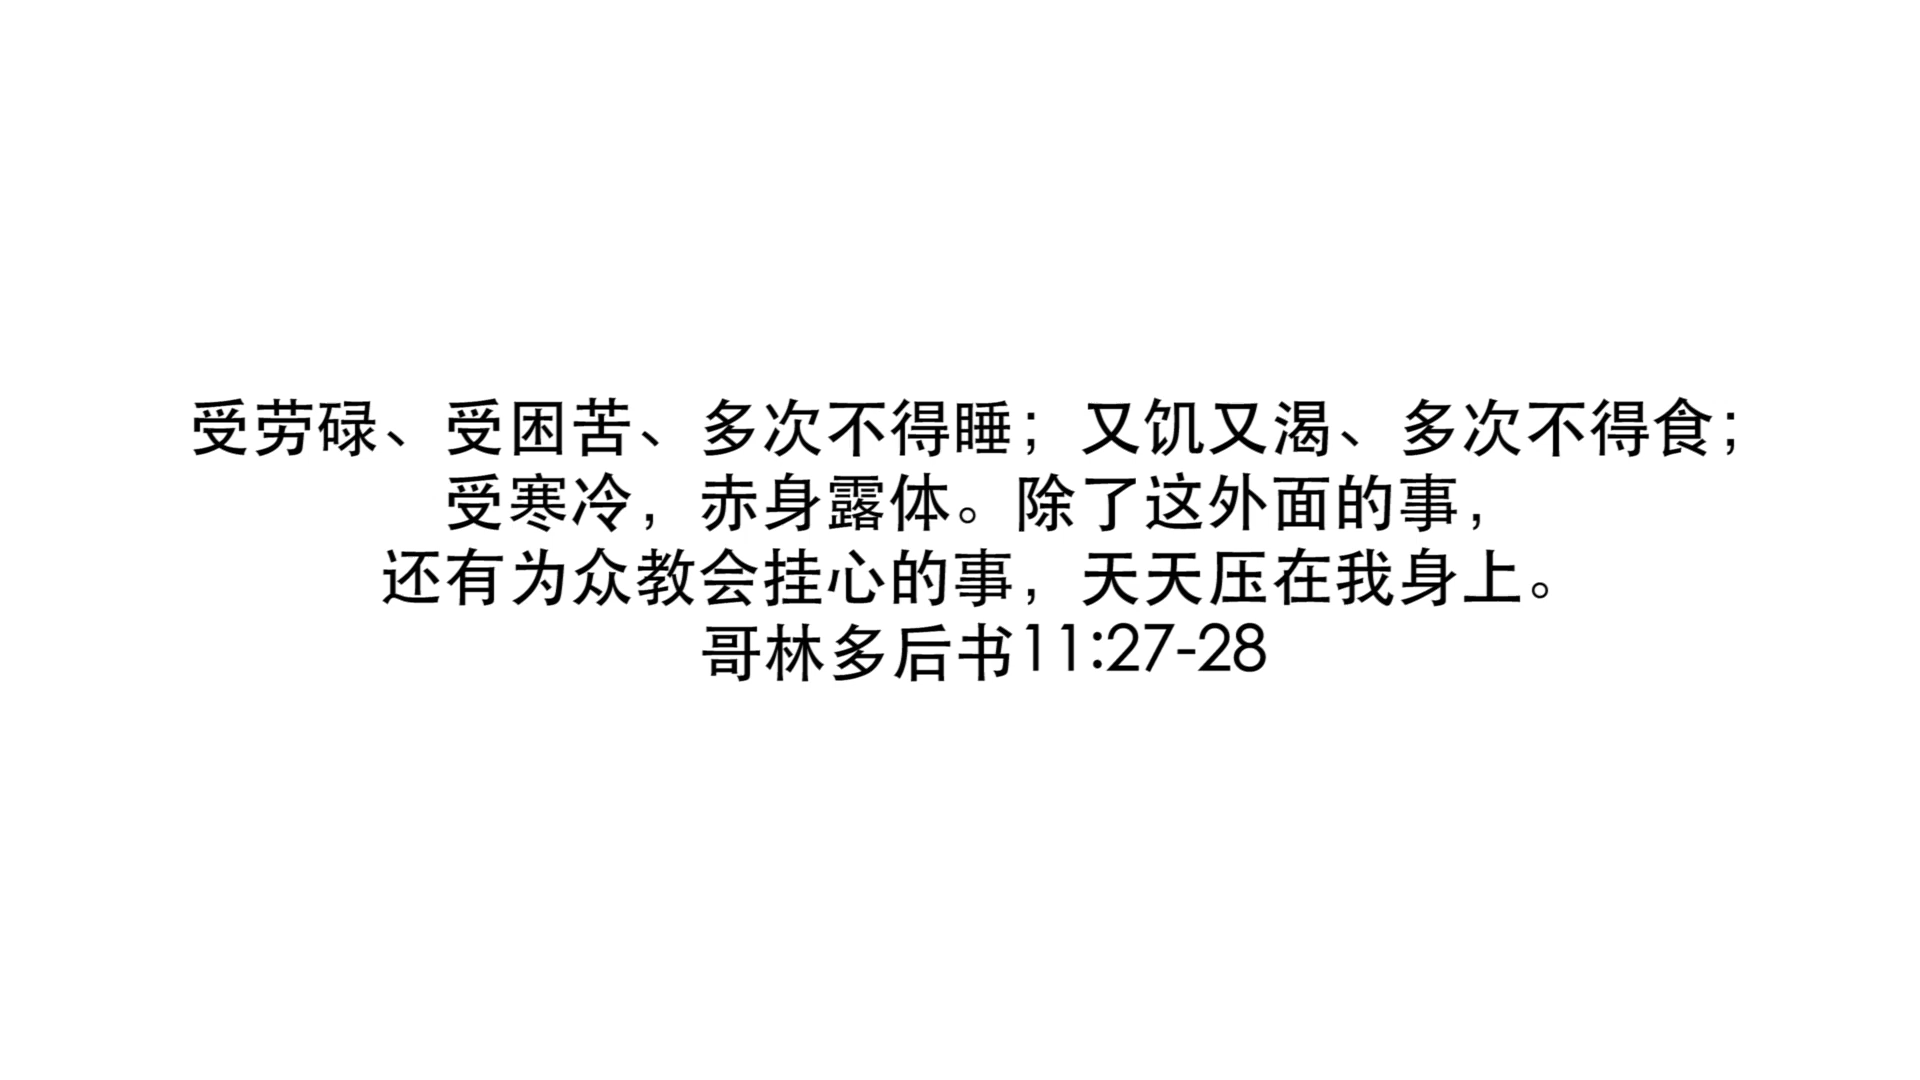 受劳碌、受困苦、多次不得睡；又饥又渴、多次不得食；
受寒冷，赤身露体。除了这外面的事，
还有为众教会挂心的事，天天压在我身上。
哥林多后书11:27-28